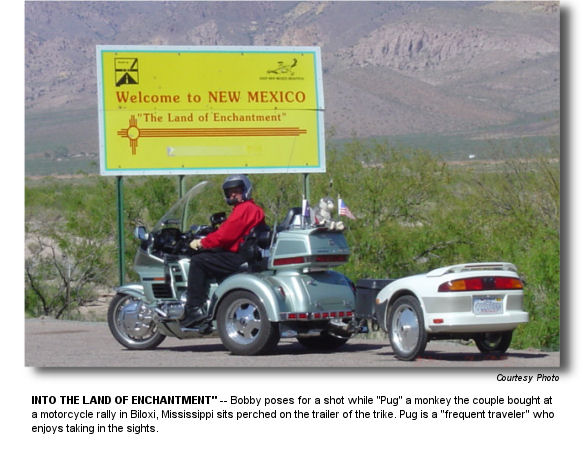 Welcome to NEW MEXICO
"The Land of Enchantment"
Courtesy Photo
INTO THE LAND OF ENCHANTMENT" -- Bobby poses for a shot while "Pug" a monkey the couple bought at
a motorcycle rally in Biloxi, Mississippi sits perched on the trailer of the trike. Pug is a "frequent traveler" who
enjoys taking in the sights.